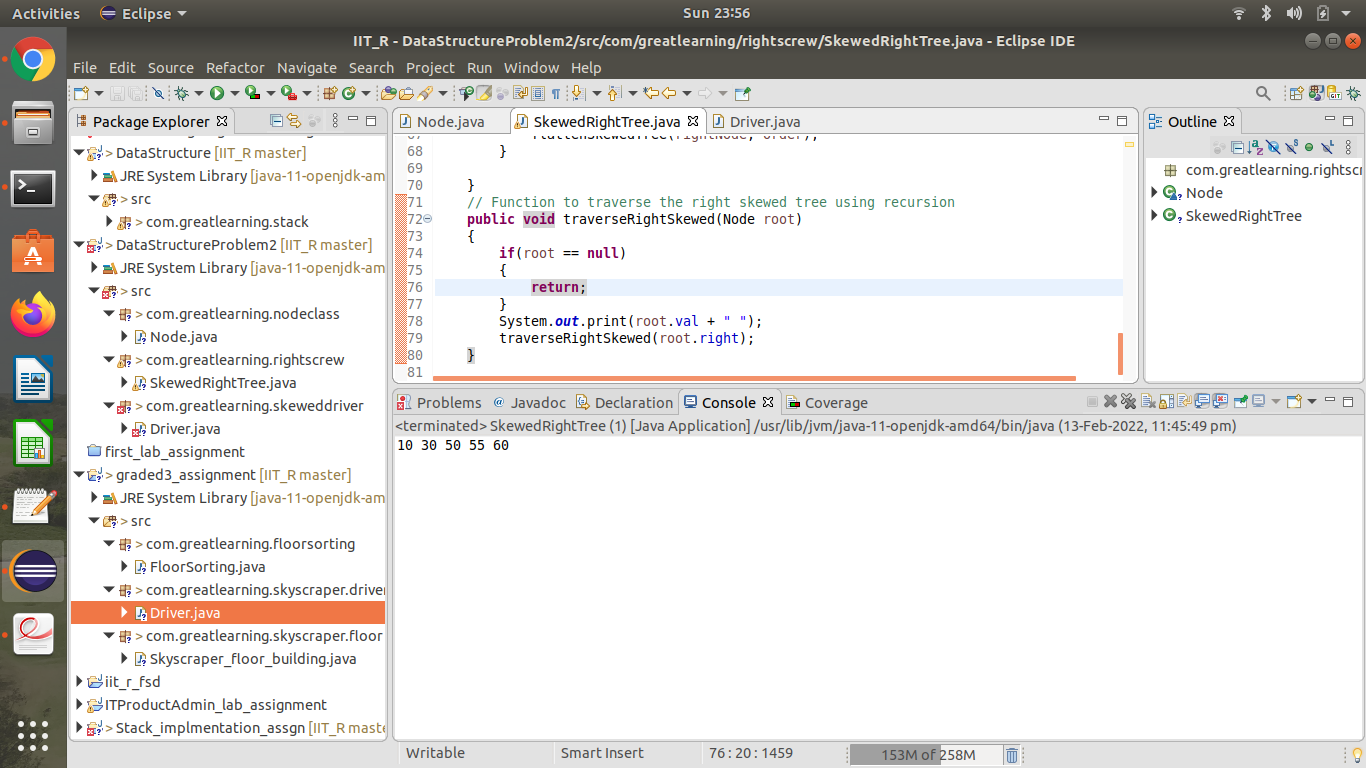 Activities Eclipse Sun 23:56
IIT_R - DataStructureProblem2/src/com/greatlearning/rightscrew/SkewedRightTree.java - Eclipse IDE
File Edit Source Refactor Navigate Search Project Run Window Help
Package Explorer
> DataStructure [IIT_R master]
JRE System Library [java-11-openjdk-amd
> src
> com.greatlearning.stack
> DataStructureProblem2 [IIT_R master]
JRE System Library [java-11-openjdk-amd
> src
> com.greatlearning.nodeclass
Node.java
> com.greatlearning.rightscrew
SkewedRightTree.java
> com.greatlearning.skeweddriver
Driver.java
first_lab_assignment
> graded3_assignment [IIT_R master]
JRE System Library [java-11-openjdk-amd
> src
> com.greatlearning.floorsorting
FloorSorting.java
> com.greatlearning.skyscraper.driver
Driver.java
> com.greatlearning.skyscraper.floor
Skyscraper_floor_building.java
iit_r_fsd
ITProductAdmin_lab_assignment
> Stack_implmentation_assgn [IIT_R maste
Node.java SkewedRightTree.java Driver.java
68 }
69
70 }
71 // Function to traverse the right skewed tree using recursion
72 public void traverseRightSkewed(Node root)
73 {
74 if(root == null)
75 {
76 return;
77 }
78 System.out.print(root.val + " ");
79 traverseRightSkewed(root.right);
80 }
81
Outline
com.greatlearning.rightscr
Node
SkewedRightTree
Problems @ Javadoc Declaration Console Coverage
<terminated> SkewedRightTree (1) [Java Application] /usr/lib/jvm/java-11-openjdk-amd64/bin/java (13-Feb-2022, 11:45:49 pm)
10 30 50 55 60
Writable Smart Insert 76 : 20 : 1459 153M of 258M